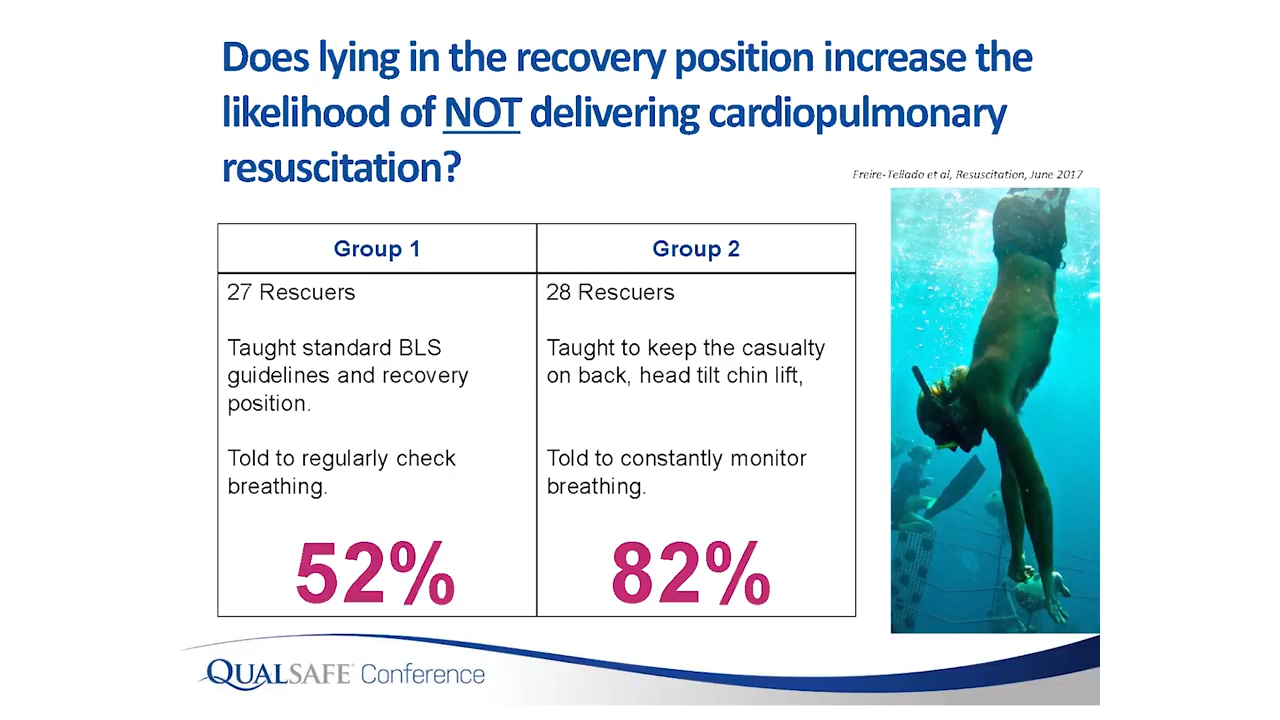 Does lying in the recovery position increase the
likelihood of NOT delivering cardiopulmonary
resuscitation?
Freire-Tellado et al, Resuscitation, June 2017
Group 1
27 Rescuers
Taught standard BLS
guidelines and recovery
position.
Told to regularly check
breathing.
52%
Group 2
28 Rescuers
Taught to keep the casualty
on back, head tilt chin lift,
Told to constantly monitor
breathing.
82%
QUALSAFE® Conference